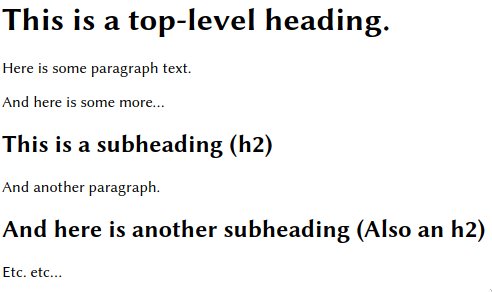 This is a top-level heading.
Here is some paragraph text.
And here is some more...
This is a subheading (h2)
And another paragraph.
And here is another subheading (Also an h2)
Etc. etc...